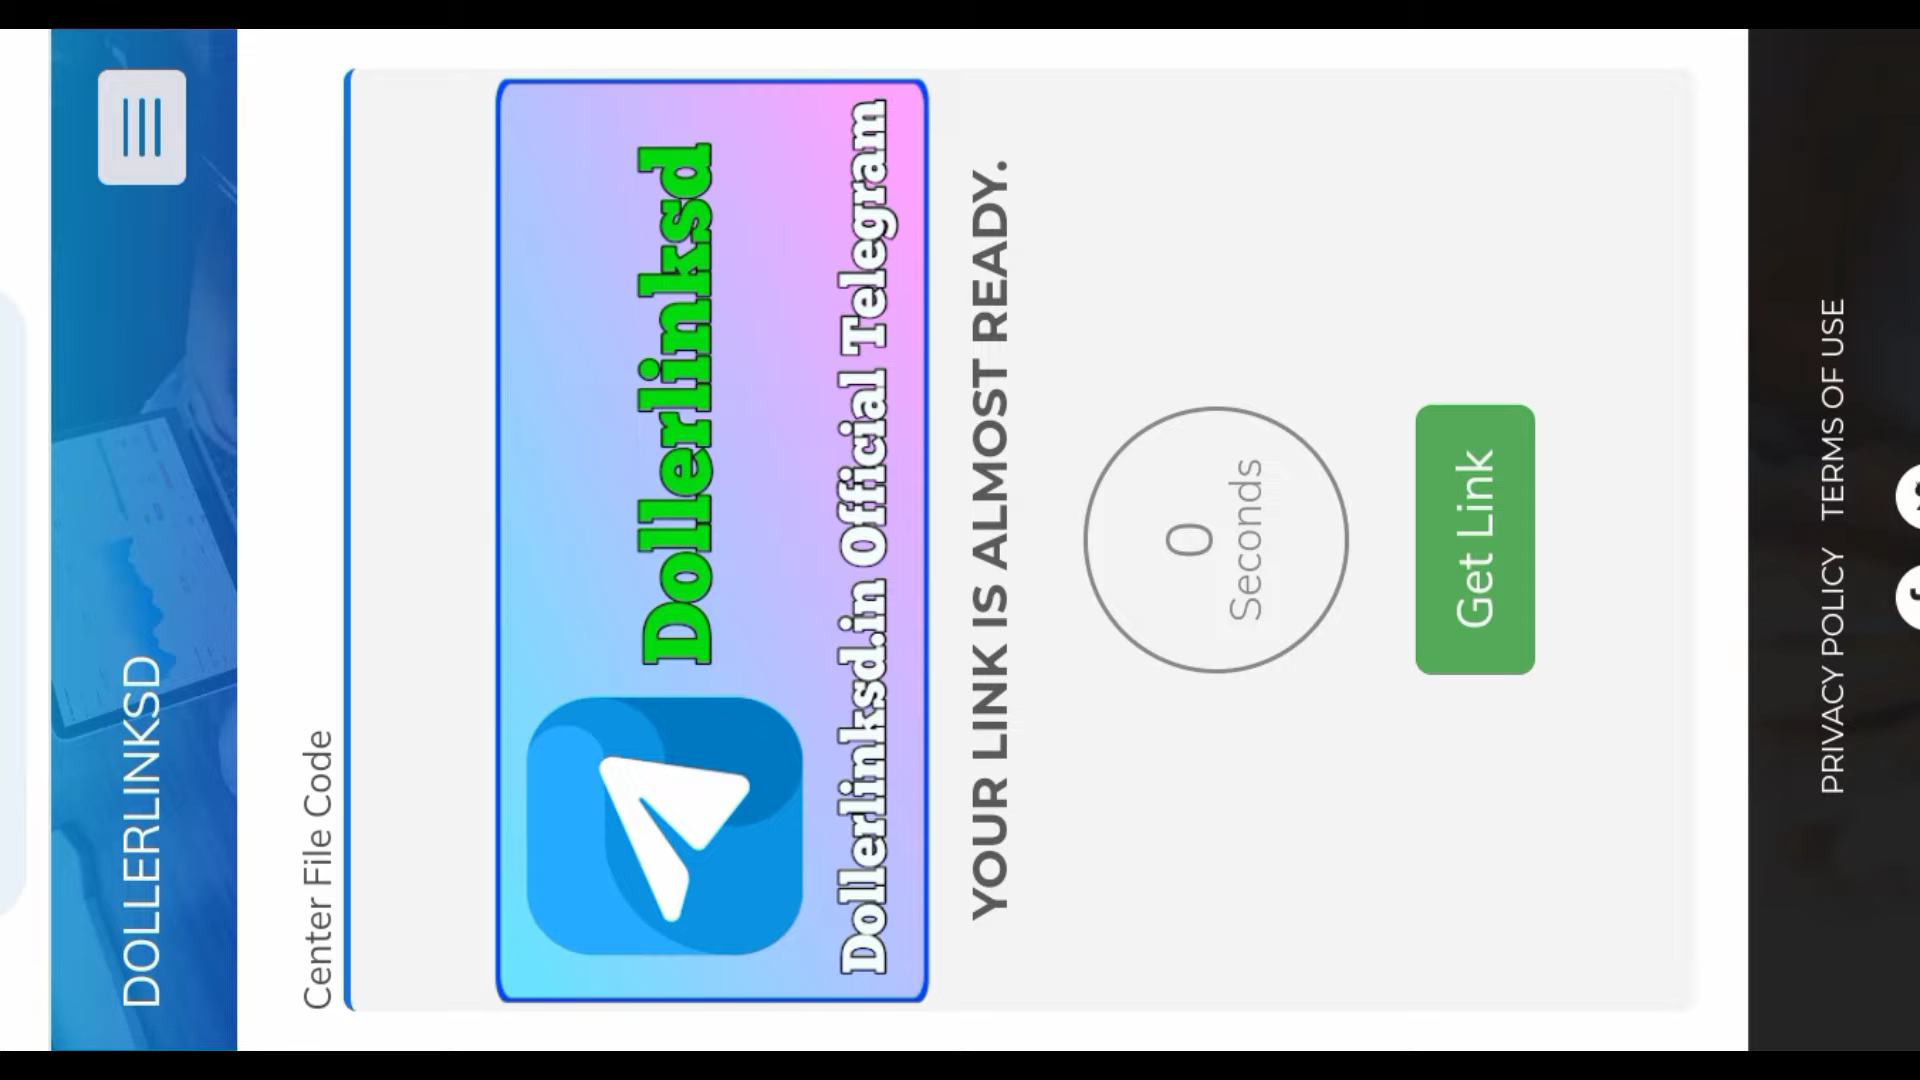 DOLLERLINKSD
Center File Code
Dollerlinksd
Dollerlinksd.in Official Telegram
YOUR LINK IS ALMOST READY.
0
Seconds
Get Link
PRIVACY POLICY TERMS OF USE